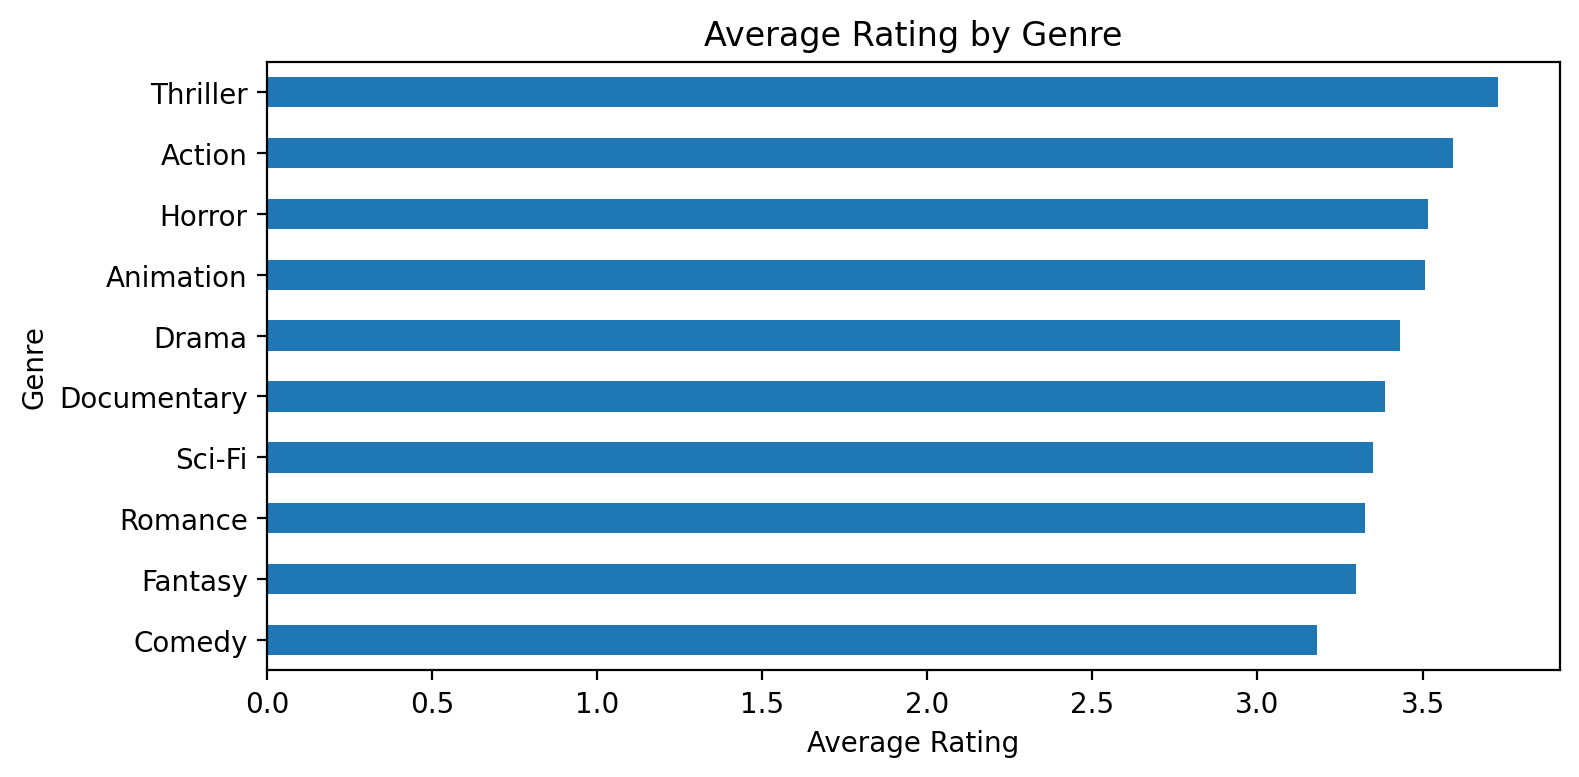 Average Rating by Genre
Thriller
Action
Horror
Animation
Drama
Documentary
Sci-Fi
Romance
Fantasy
Comedy
Genre
0.0 0.5 1.0 1.5 2.0 2.5 3.0 3.5
Average Rating